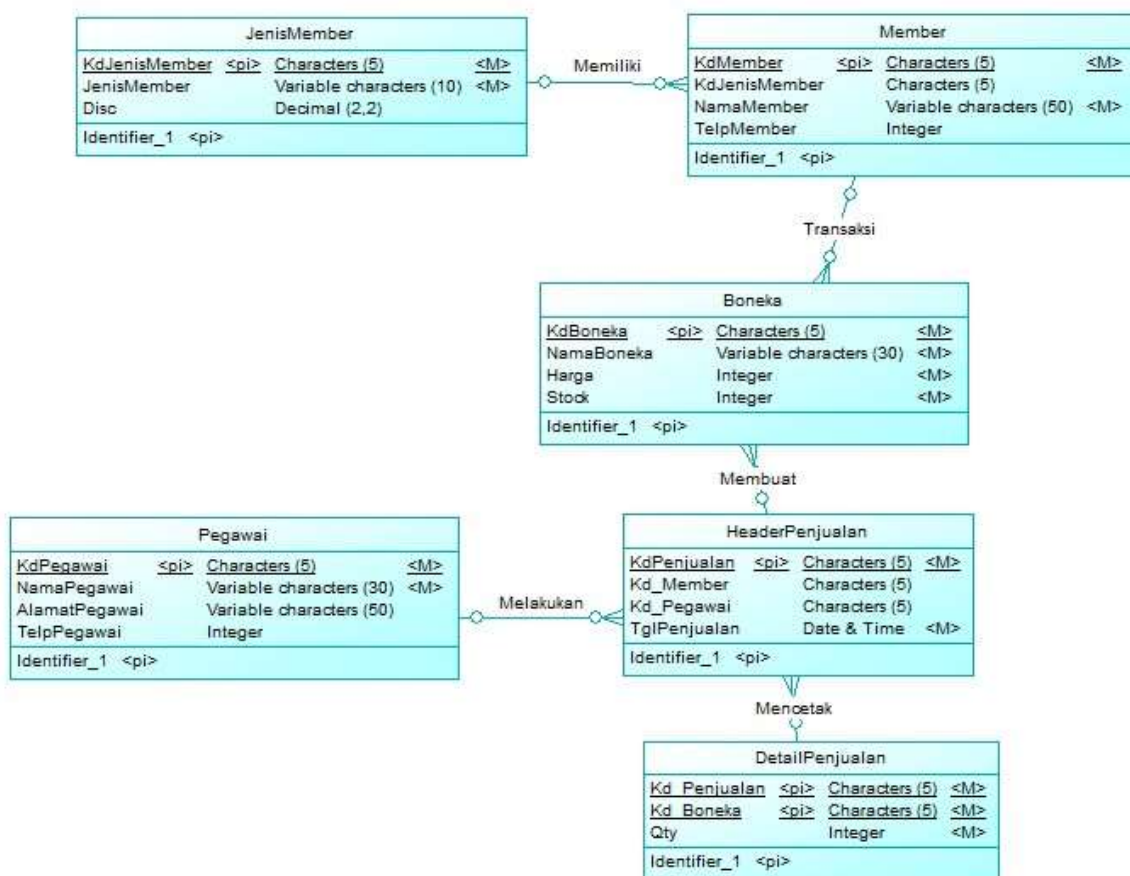 JenisMember
KdJenisMember <pi> Characters (5) <M>
JenisMember Variable characters (10) <M>
Disc Decimal (2,2)
Identifier_1 <pi>
Memiliki
Member
KdMember <pi> Characters (5) <M>
KdJenisMember Characters (5)
NamaMember Variable characters (50) <M>
TelpMember Integer
Identifier_1 <pi>
Transaksi
Boneka
KdBoneka <pi> Characters (5) <M>
NamaBoneka Variable characters (30) <M>
Harga Integer <M>
Stock Integer <M>
Identifier_1 <pi>
Membuat
Pegawai
KdPegawai <pi> Characters (5) <M>
NamaPegawai Variable characters (30) <M>
AlamatPegawai Variable characters (50)
TelpPegawai Integer
Identifier_1 <pi>
Melakukan
HeaderPenjualan
KdPenjualan <pi> Characters (5) <M>
Kd_Member Characters (5)
Kd_Pegawai Characters (5)
TglPenjualan Date & Time <M>
Identifier_1 <pi>
Mencetak
DetailPenjualan
Kd_Penjualan <pi> Characters (5) <M>
Kd_Boneka <pi> Characters (5) <M>
Qty Integer <M>
Identifier_1 <pi>